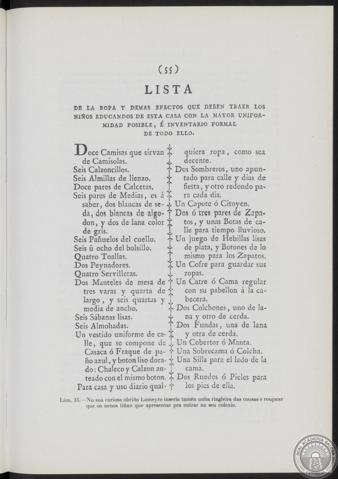 (55)
LISTA
DE LA ROPA Y DEMAS EFECTOS QUE DEBEN TRAER LOS
NIÑOS EDUCANDOS DE ESTA CASA CON LA MAYOR UNIFOR-
MIDAD POSIBLE, É INVENTARIO FORMAL
DE TODO ELLO.
Doce Camisas que sirvan
de Camisolas.
Seis Calzoncilles.
Seis Almillas de lienzo.
Doce pares de Calcetas,
Seis pares de Medias, es á
saber, dos blancas de se-
da, dos blancas de algo-
don, y dos de lana color
de gris.
Seis Pañuelos del cuello.
Seis ú ocho del bolsillo.
Quatro Toallas.
Dos Peynadores.
Quatro Servilletas.
Dos Manteles de mesa de
tres varas y quarta de
largo, y seis quartas y
media de ancho.
Seis Sábanas lisas.
Seis Almohadas.
Un vestido uniforme de ca-
lle, que se compone de
Casaca ó Fraque de pa-
ño azul, y boton liso dora-
do: Chaleco y Calzon an-
teado con el mismo boton.
Para casa y uso diario qual-
quiera ropa, como sea
decente.
Dos Sombreros, uno apun-
tado para calle y dias de
fiesta, y otro redondo pa-
ra cada dia.
Un Capote ó Citoyen.
Dos ó tres pares de Zapa-
tos, y unas Botas de ca-
lle para tiempo lluvioso.
Un juego de Hebillas lisas
de plata, y Botones de lo
mismo para los Zapatos.
Un Cofre para guardar sus
ropas.
Un Catre ó Cama regular
con su pabellon á la ca-
becera.
Dos Colchones, uno de la-
na y otro de cerda.
Dos Fundas, una de lana
y otra de cerda.
Un Cobertor ó Manta.
Una Sobrecama ó Colcha.
Una Silla para el lado de la
cama.
Dos Ruedos ó Pieles para
los pies de ella.
Lám. 35.—Na sua curiosa obriña Lameyro inserta tamén unha ringleira das cousas e roupaxe
que os nenos tiñan que apresentar pra entrar no seu colexio.